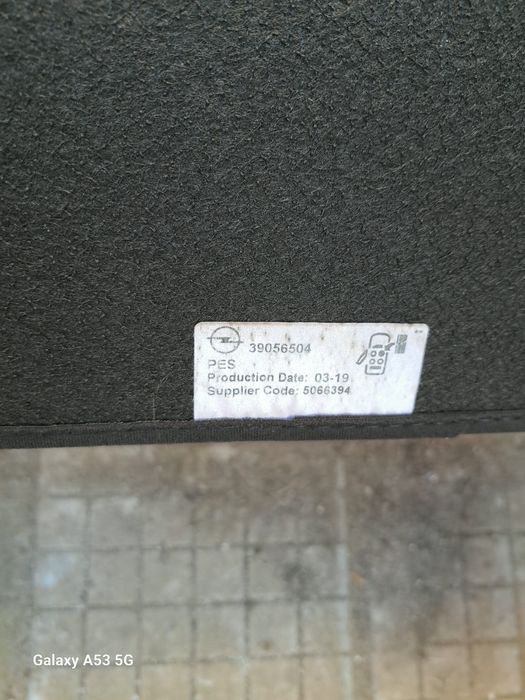 39056504
PES
Production Date: 03-19
Supplier Code: 5066394
Galaxy A53 5G